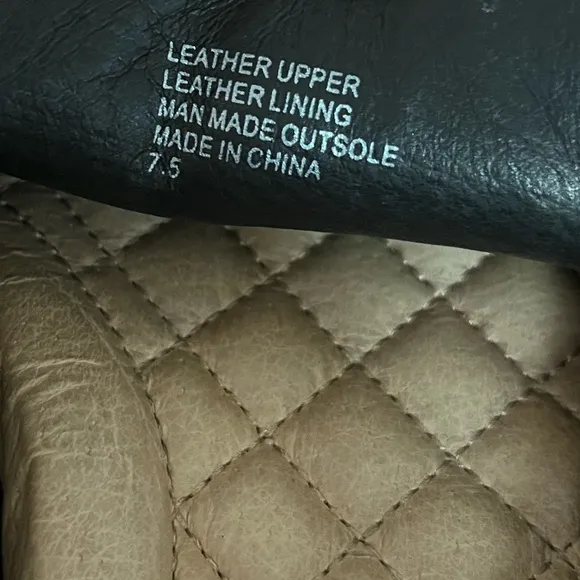 LEATHER UPPER
LEATHER LINING
MAN MADE OUTSOLE
MADE IN CHINA
7.5